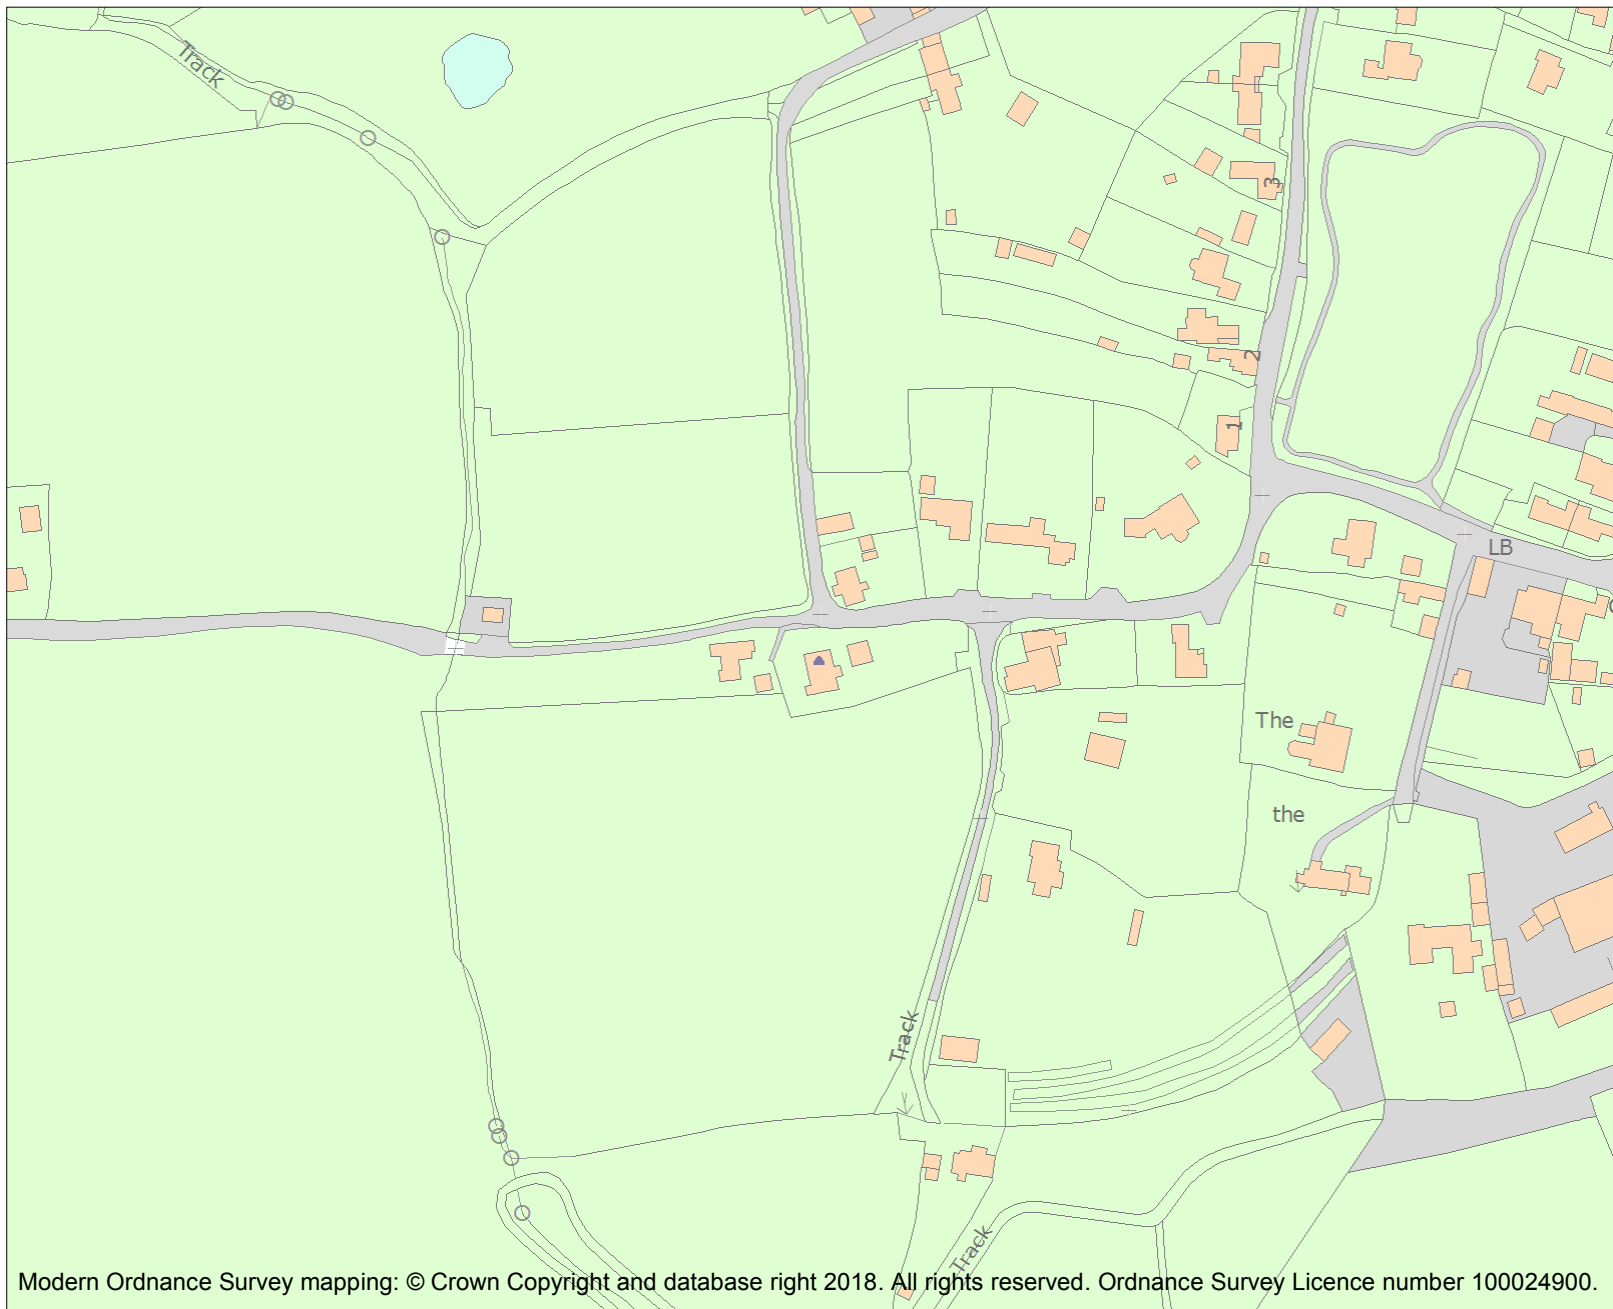 Track
3
2
1
LB
The
the
Track
Track
Modern Ordnance Survey mapping: © Crown Copyright and database right 2018. All rights reserved. Ordnance Survey Licence number 100024900.